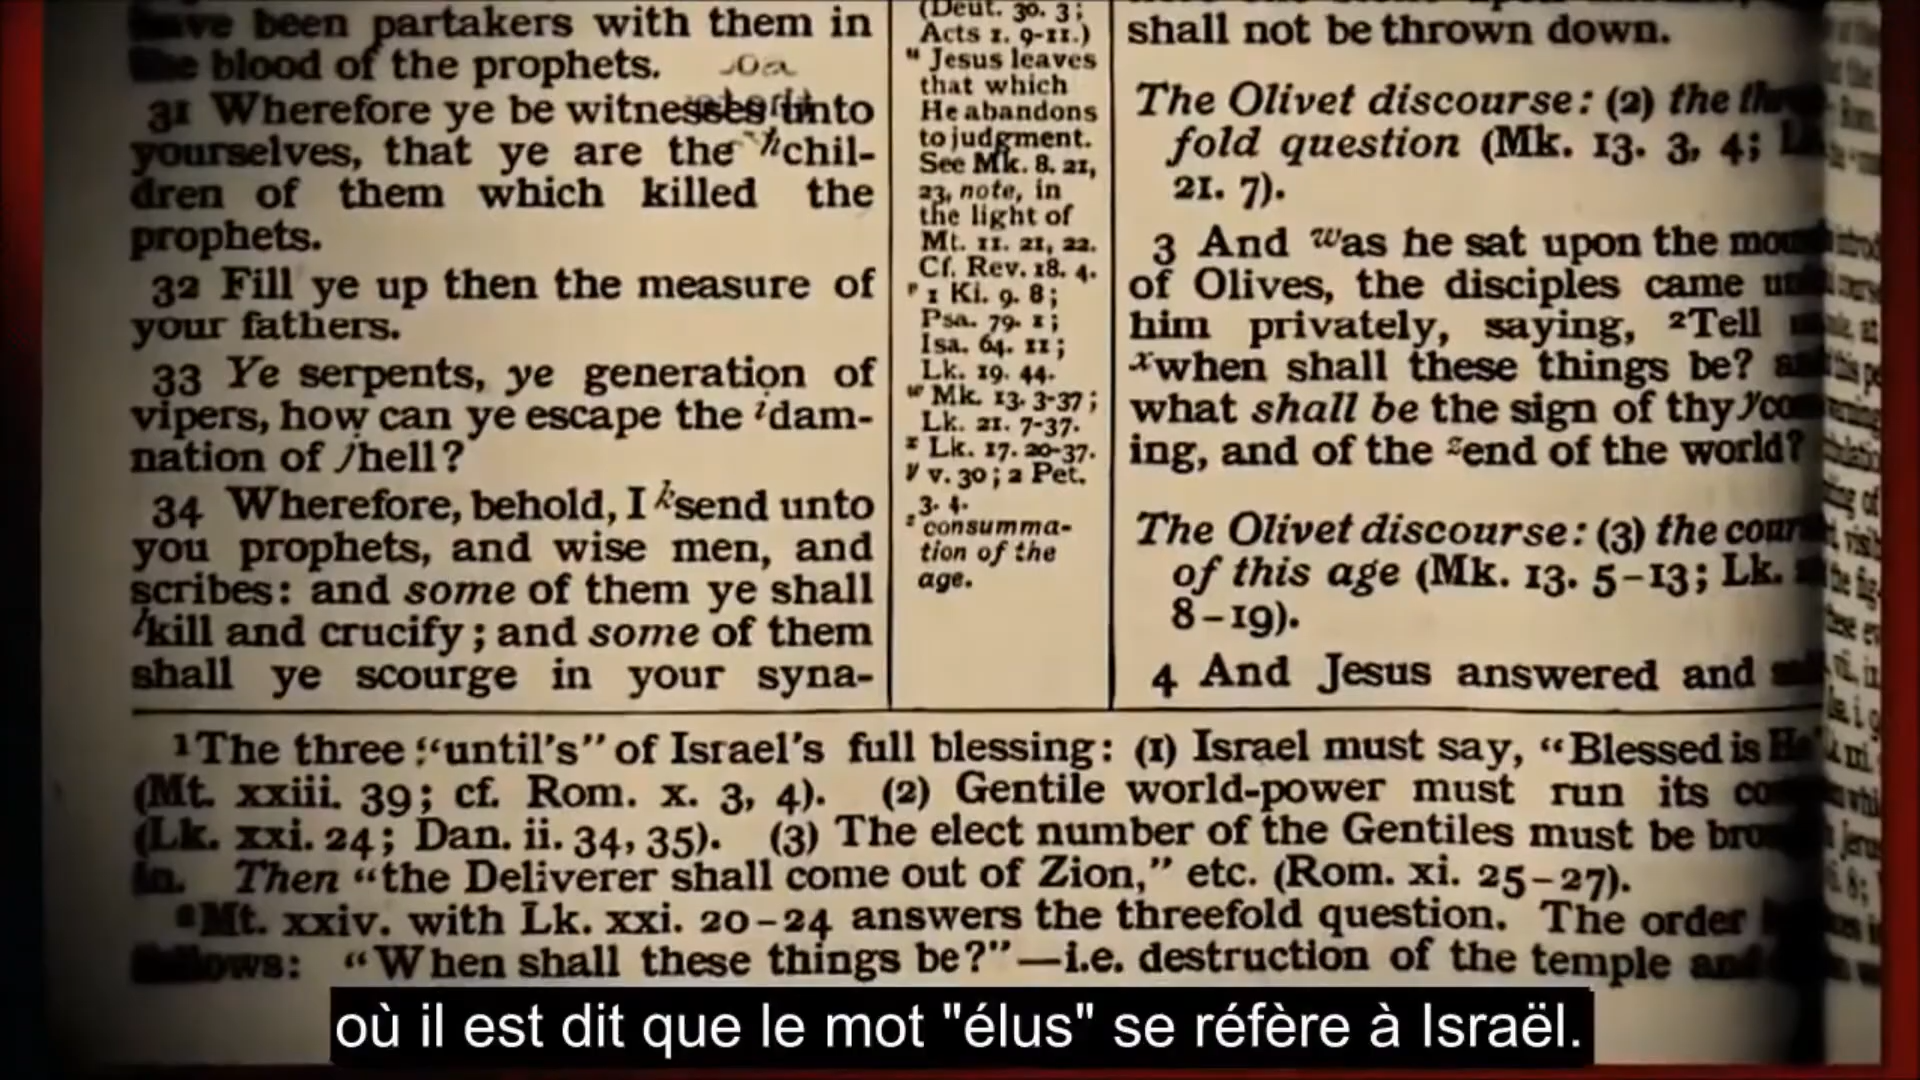 have been partakers with them in
the blood of the prophets.
31 Wherefore ye be witnesses unto
yourselves, that ye are the hchil-
dren of them which killed the
prophets.
32 Fill ye up then the measure of
your fathers.
33 Ye serpents, ye generation of
vipers, how can ye escape the idam-
nation of jhell?
34 Wherefore, behold, I ksend unto
you prophets, and wise men, and
scribes: and some of them ye shall
lkill and crucify; and some of them
shall ye scourge in your syna-
(Deut. 30. 3;
Acts 1. 9-11.)
u Jesus leaves
that which
He abandons
to judgment.
See Mk. 8. 21,
23, note, in
the light of
Mt. 11. 21, 22.
Cf. Rev. 18. 4.
v 1 Ki. 9. 8;
Psa. 79. 1;
Isa. 64. 11;
Lk. 19. 44.
w Mk. 13. 3-37;
Lk. 21. 7-37.
x Lk. 17. 20-37.
y v. 30; 2 Pet.
3. 4.
z consumma-
tion of the
age.
shall not be thrown down.
The Olivet discourse: (2) the
fold question (Mk. 13. 3, 4;
21. 7).
3 And was he sat upon the
of Olives, the disciples came
him privately, saying, 2Tell
xwhen shall these things be?
what shall be the sign of thy
ing, and of the zend of the world?
The Olivet discourse: (3) the
of this age (Mk. 13. 5-13; Lk.
8-19).
4 And Jesus answered and
1The three "until's" of Israel's full blessing: (1) Israel must say, "Blessed is He"
(Mt. xxiii. 39; cf. Rom. x. 3, 4). (2) Gentile world-power must run its
(Lk. xxi. 24; Dan. ii. 34, 35). (3) The elect number of the Gentiles must be
in. Then "the Deliverer shall come out of Zion," etc. (Rom. xi. 25-27).
2Mt. xxiv. with Lk. xxi. 20-24 answers the threefold question. The order
follows: "When shall these things be?"—i.e. destruction of the temple and
où il est dit que le mot "élus" se réfère à Israël.